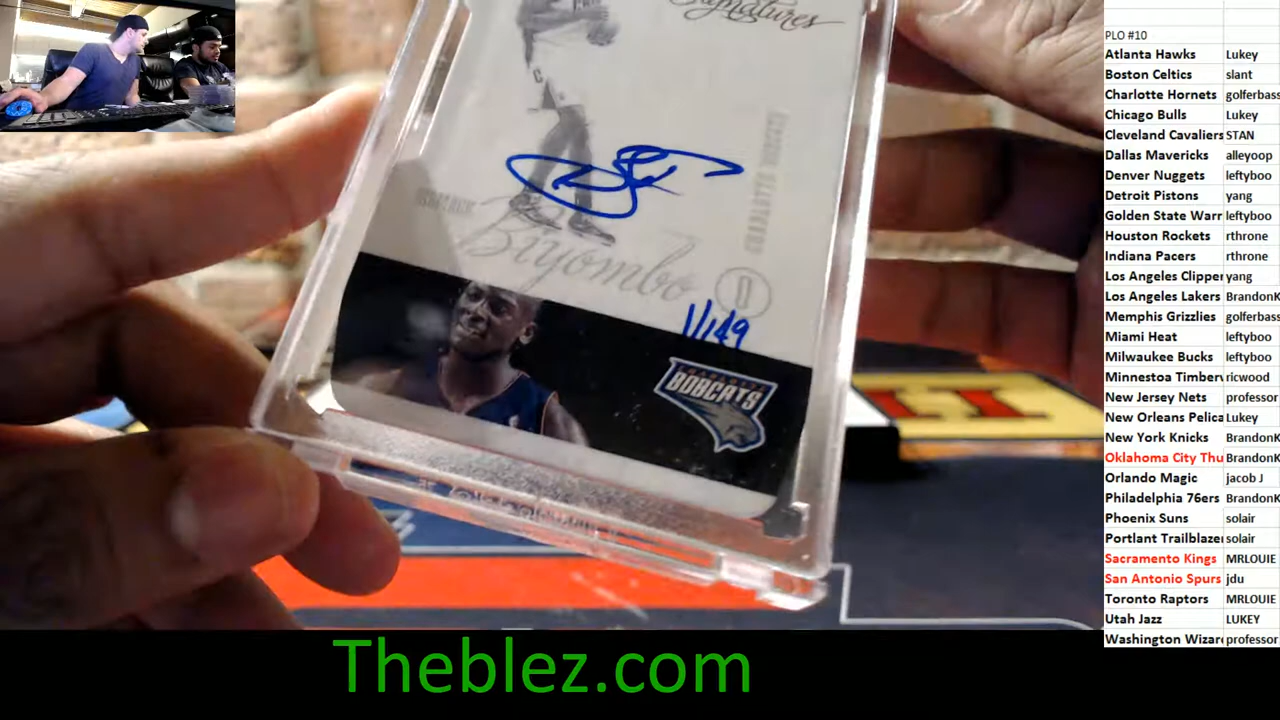 Signatures
Biyombo
0
1/149
BOBCATS
PLO #10
Atlanta Hawks Lukey
Boston Celtics slant
Charlotte Hornets golferbass
Chicago Bulls Lukey
Cleveland Cavaliers STAN
Dallas Mavericks alleyoop
Denver Nuggets leftyboo
Detroit Pistons yang
Golden State Warr leftyboo
Houston Rockets rthrone
Indiana Pacers rthrone
Los Angeles Clipper yang
Los Angeles Lakers BrandonK
Memphis Grizzlies golferbass
Miami Heat leftyboo
Milwaukee Bucks leftyboo
Minnestoa Timberv ricwood
New Jersey Nets professor
New Orleans Pelica Lukey
New York Knicks BrandonK
Oklahoma City Thu BrandonK
Orlando Magic jacob J
Philadelphia 76ers BrandonK
Phoenix Suns solair
Portlant Trailblazer solair
Sacramento Kings MRLOUIE
San Antonio Spurs jdu
Toronto Raptors MRLOUIE
Utah Jazz LUKEY
Washington Wizar professor
Theblez.com